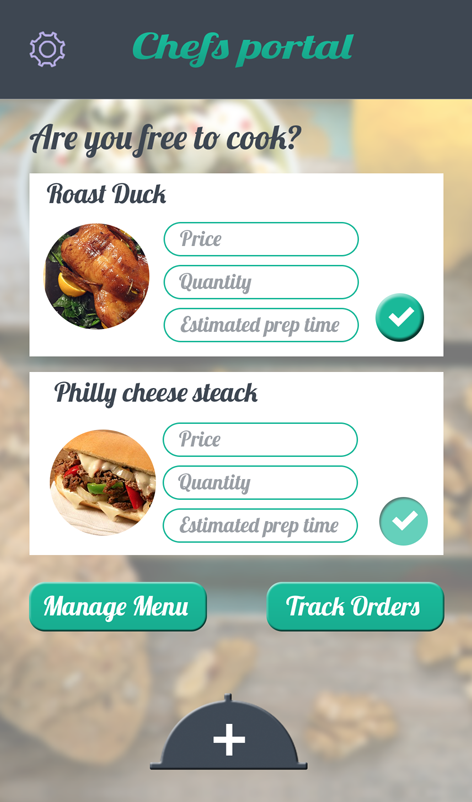 Chefs portal
Are you free to cook?
Roast Duck
Price
Quantity
Estimated prep time
Philly cheese steack
Price
Quantity
Estimated prep time
Manage Menu
Track Orders